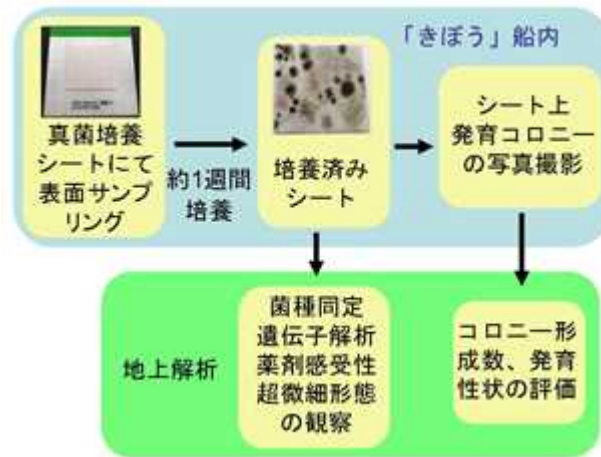 「きぼう」船内
真菌培養
シートにて
表面サンプ
リング
約1週間
培養
培養済み
シート
シート上
発育コロニー
の写真撮影
地上解析
菌種同定
遺伝子解析
薬剤感受性
超微細形態
の観察
コロニー形
成数、発育
性状の評価